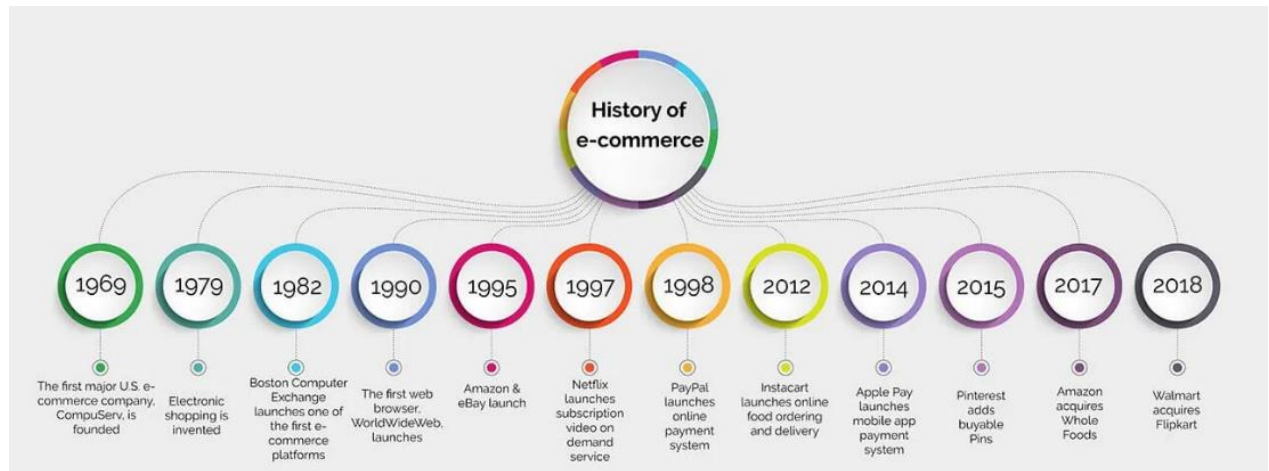 History of
e-commerce
1969
1979
1982
1990
1995
1997
1998
2012
2014
2015
2017
2018
The first major U.S. e-
commerce company,
CompuServ, is
founded
Electronic
shopping is
invented
Boston Computer
Exchange
launches one of
the first e-
commerce
platforms
The first web
browser,
WorldWideWeb,
launches
Amazon &
eBay launch
Netflix
launches
subscription
video on
demand
service
PayPal
launches
online
payment
system
Instacart
launches online
food ordering
and delivery
Apple Pay
launches
mobile app
payment
system
Pinterest
adds
buyable
Pins
Amazon
acquires
Whole
Foods
Walmart
acquires
Flipkart